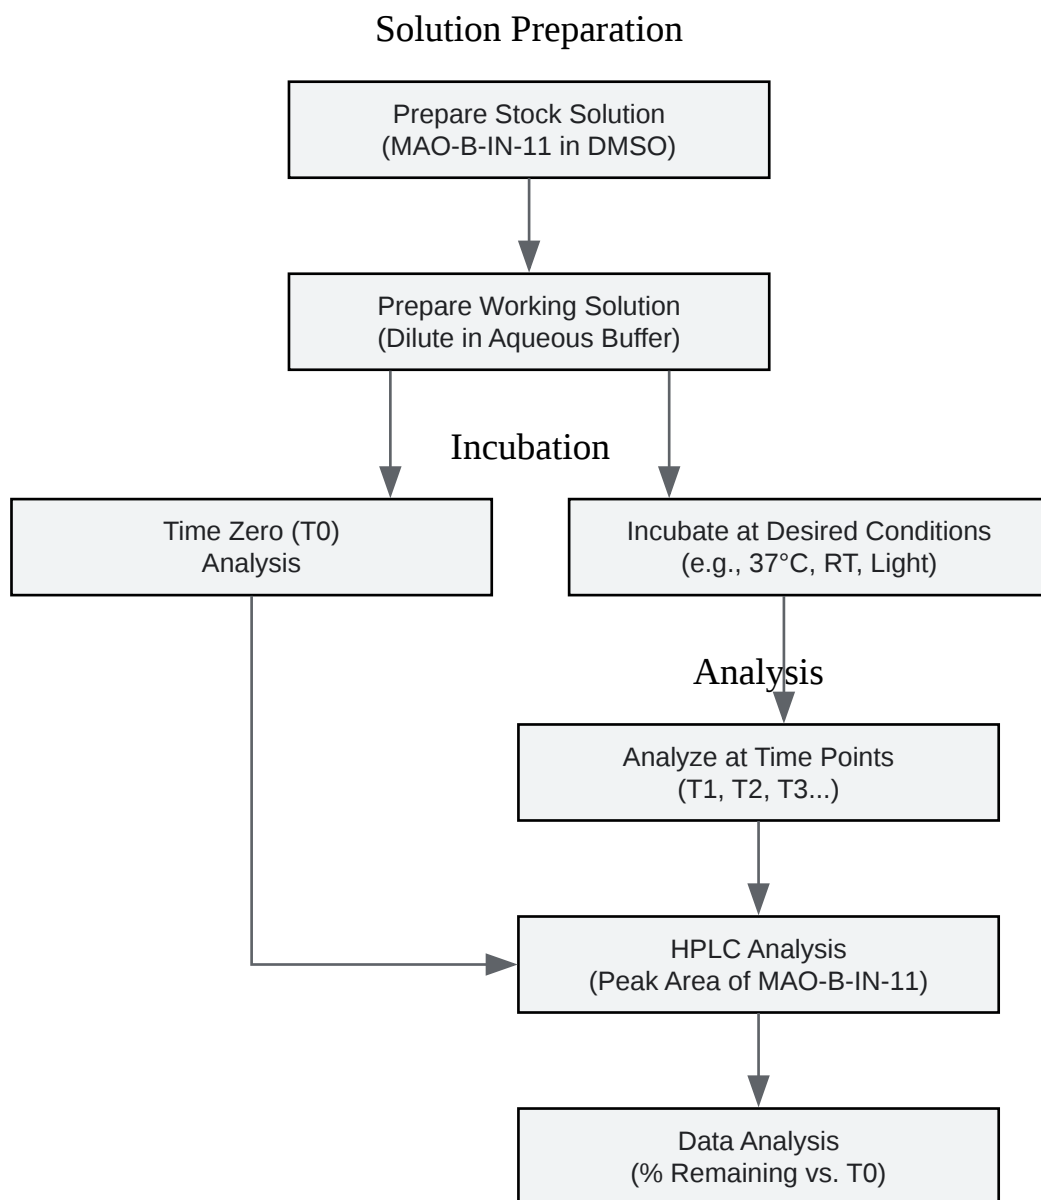 Solution Preparation
Prepare Stock Solution
(MAO-B-IN-11 in DMSO)
Prepare Working Solution
(Dilute in Aqueous Buffer)
Incubation
Time Zero (T0)
Analysis
Incubate at Desired Conditions
(e.g., 37°C, RT, Light)
Analysis
Analyze at Time Points
(T1, T2, T3...)
HPLC Analysis
(Peak Area of MAO-B-IN-11)
Data Analysis
(% Remaining vs. T0)